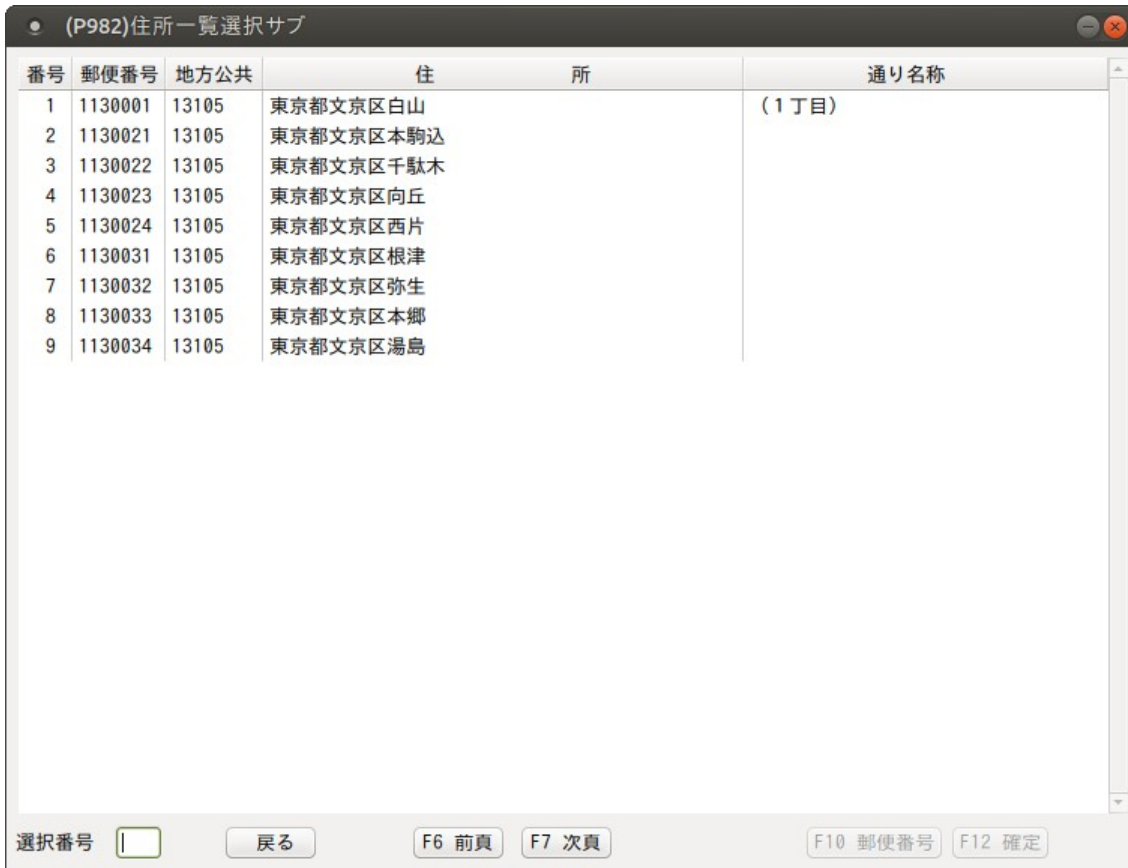 (P982)住所一覧選択サブ
番号 郵便番号 地方公共 住 所 通り名称
1 1130001 13105 東京都文京区白山 (1丁目)
2 1130021 13105 東京都文京区本駒込
3 1130022 13105 東京都文京区千駄木
4 1130023 13105 東京都文京区向丘
5 1130024 13105 東京都文京区西片
6 1130031 13105 東京都文京区根津
7 1130032 13105 東京都文京区弥生
8 1130033 13105 東京都文京区本郷
9 1130034 13105 東京都文京区湯島
選択番号 戻る F6 前頁 F7 次頁 F10 郵便番号 F12 確定